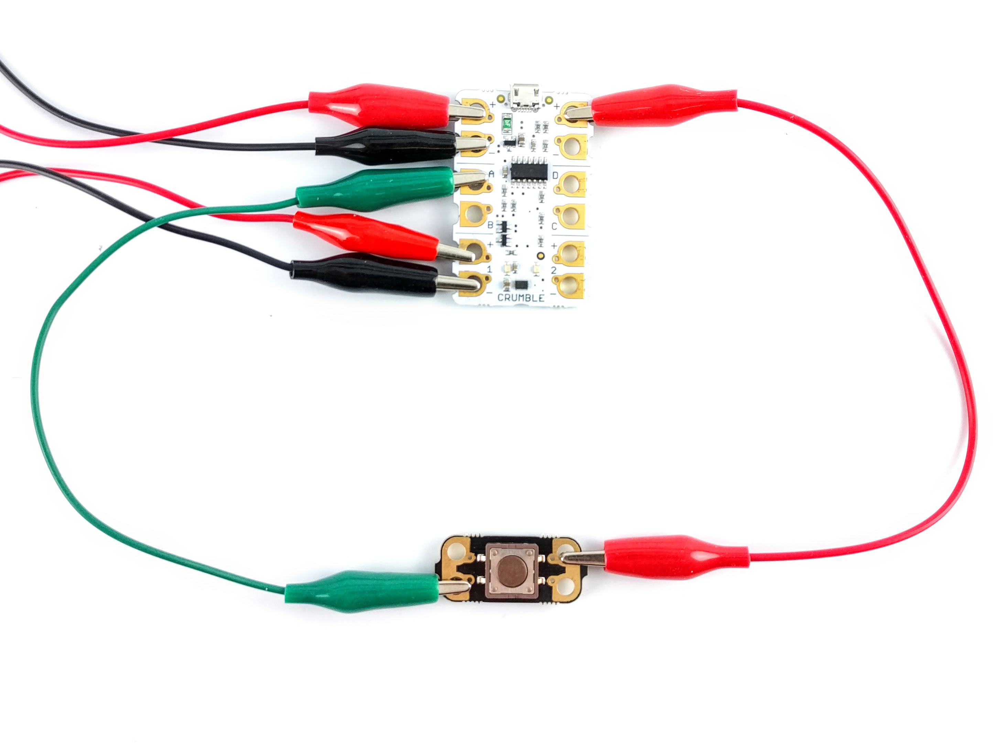 + +
- -
A D
B C
+ +
1 2
- -
CRUMBLE